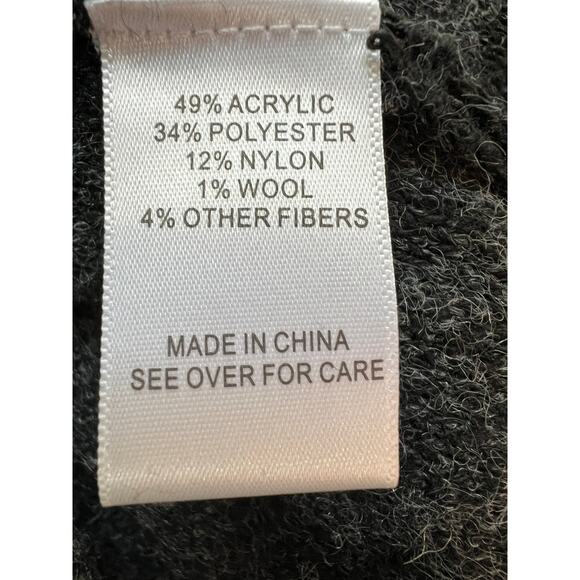 49% ACRYLIC
34% POLYESTER
12% NYLON
1% WOOL
4% OTHER FIBERS
MADE IN CHINA
SEE OVER FOR CARE